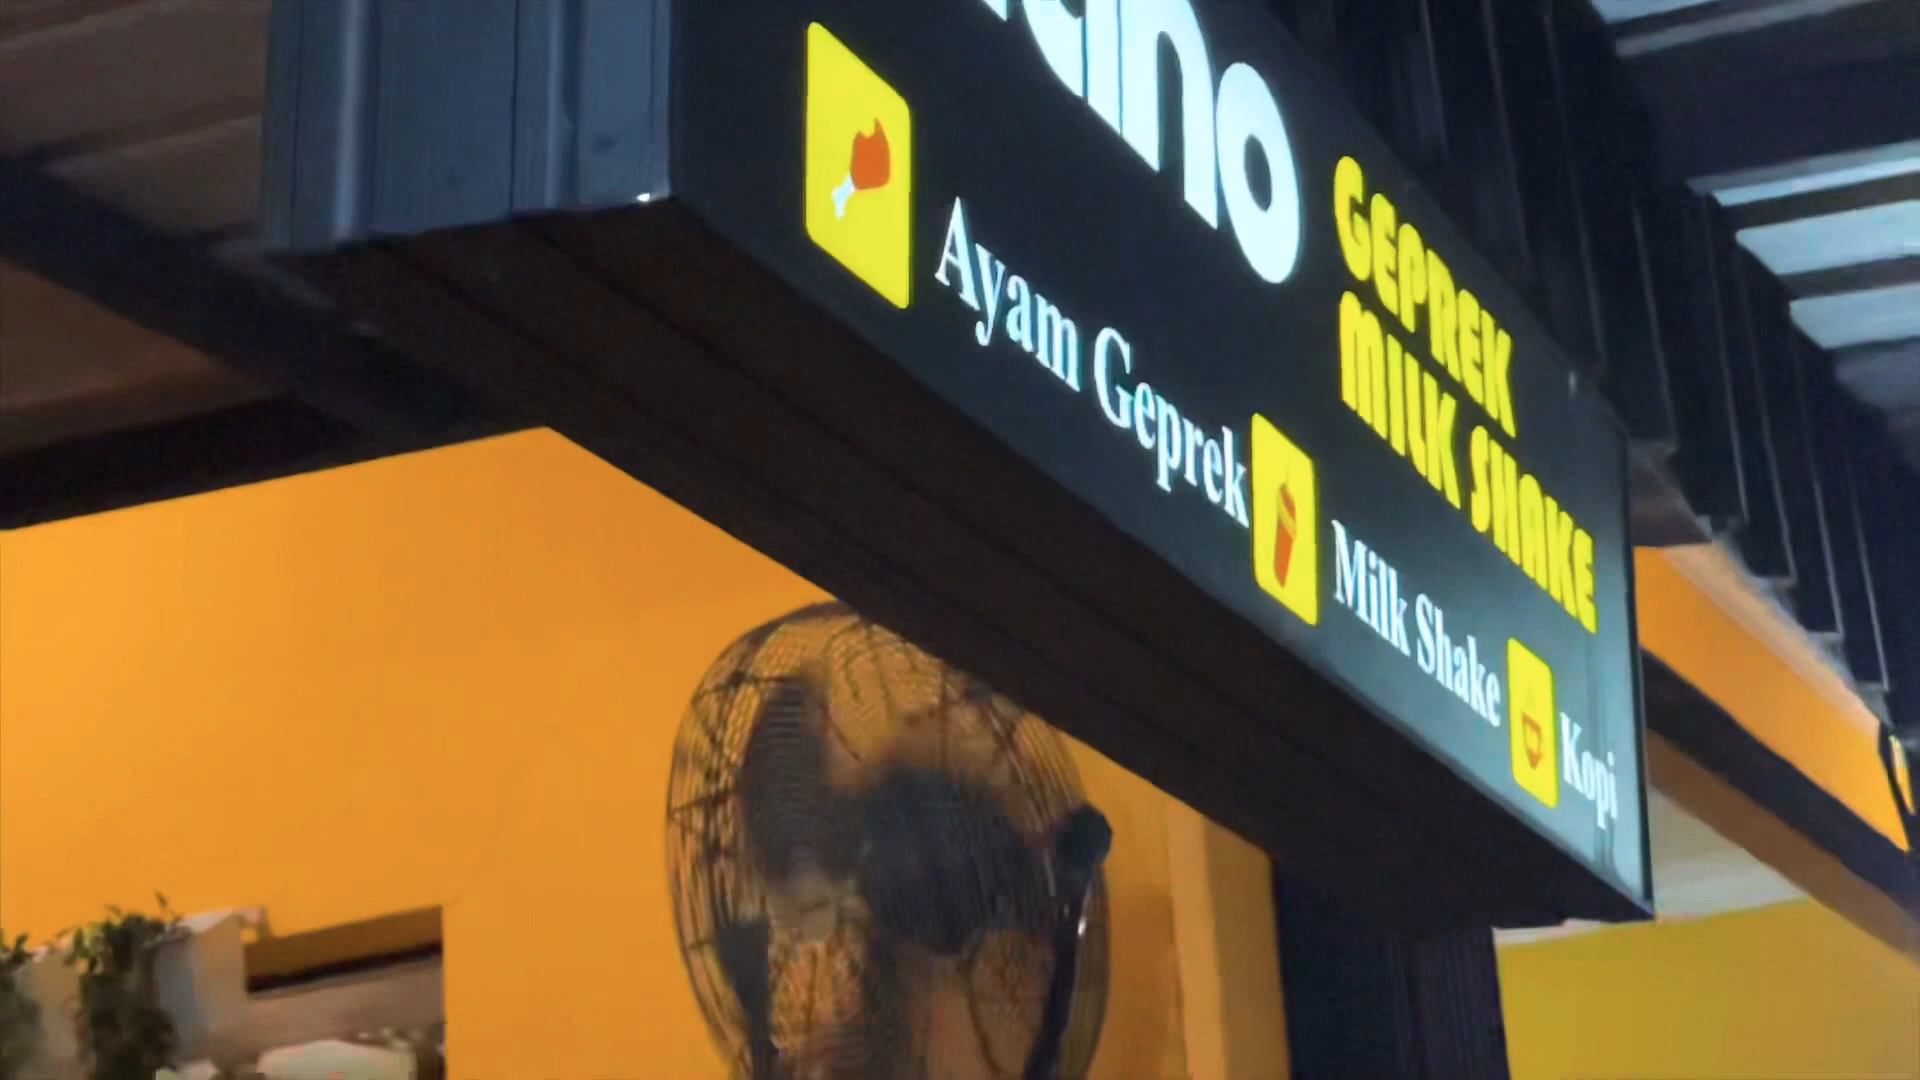 GEPREK
MILK SHAKE
Ayam Geprek
Milk Shake
Kopi